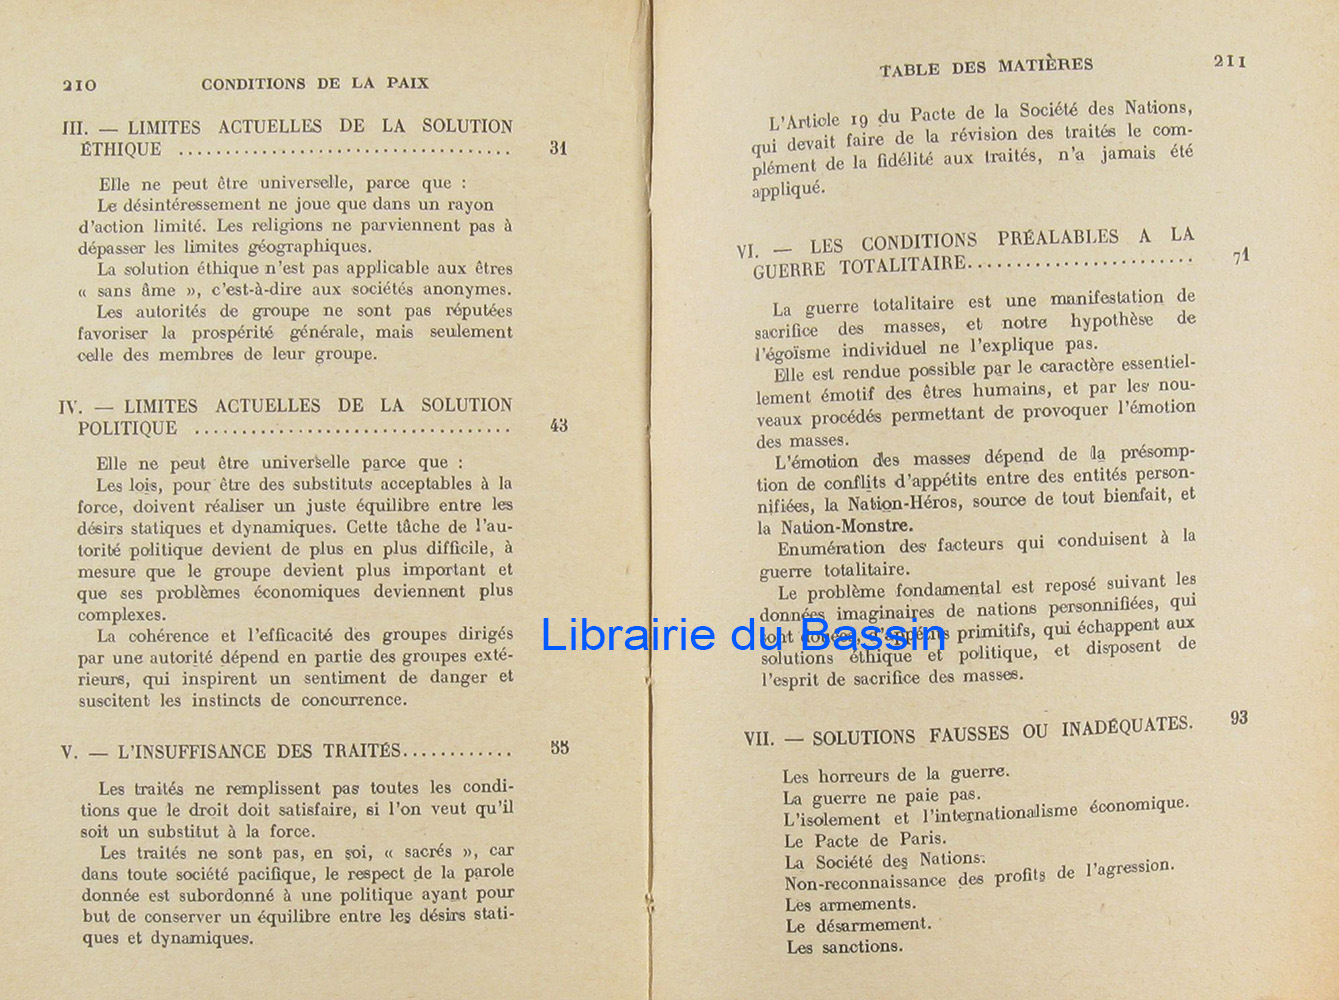 210 CONDITIONS DE LA PAIX
III. — LIMITES ACTUELLES DE LA SOLUTION
ÉTHIQUE .................................... 31
Elle ne peut être universelle, parce que :
Le désintéressement ne joue que dans un rayon
d'action limité. Les religions ne parviennent pas à
dépasser les limites géographiques.
La solution éthique n'est pas applicable aux êtres
« sans âme », c'est-à-dire aux sociétés anonymes.
Les autorités de groupe ne sont pas réputées
favoriser la prospérité générale, mais seulement
celle des membres de leur groupe.
IV. — LIMITES ACTUELLES DE LA SOLUTION
POLITIQUE .................................. 43
Elle ne peut être universelle parce que :
Les lois, pour être des substituts acceptables à la
force, doivent réaliser un juste équilibre entre les
désirs statiques et dynamiques. Cette tâche de l'au-
torité politique devient de plus en plus difficile, à
mesure que le groupe devient plus important et
que ses problèmes économiques deviennent plus
complexes.
La cohérence et l'efficacité des groupes dirigés
par une autorité dépend en partie des groupes exté-
rieurs, qui inspirent un sentiment de danger et
suscitent les instincts de concurrence.
V. — L'INSUFFISANCE DES TRAITÉS............ 55
Les traités ne remplissent pas toutes les condi-
tions que le droit doit satisfaire, si l'on veut qu'il
soit un substitut à la force.
Les traités ne sont pas, en soi, « sacrés », car
dans toute société pacifique, le respect de la parole
donnée est subordonné à une politique ayant pour
but de conserver un équilibre entre les désirs stati-
ques et dynamiques.
TABLE DES MATIÈRES 211
L'Article 19 du Pacte de la Société des Nations,
qui devait faire de la révision des traités le com-
plément de la fidélité aux traités, n'a jamais été
appliqué.
VI. — LES CONDITIONS PRÉALABLES A LA
GUERRE TOTALITAIRE........................ 71
La guerre totalitaire est une manifestation de
sacrifice des masses, et notre hypothèse de
l'égoïsme individuel ne l'explique pas.
Elle est rendue possible par le caractère essentiel-
lement émotif des êtres humains, et par les nou-
veaux procédés permettant de provoquer l'émotion
des masses.
L'émotion des masses dépend de la présomp-
tion de conflits d'appétits entre des entités person-
nifiées, la Nation-Héros, source de tout bienfait, et
la Nation-Monstre.
Enumération des facteurs qui conduisent à la
guerre totalitaire.
Le problème fondamental est reposé suivant les
données imaginaires de nations personnifiées, qui
sont douées, d'appétits primitifs, qui échappent aux
solutions éthique et politique, et disposent de
l'esprit de sacrifice des masses.
VII. — SOLUTIONS FAUSSES OU INADÉQUATES. 93
Les horreurs de la guerre.
La guerre ne paie pas.
L'isolement et l'internationalisme économique.
Le Pacte de Paris.
La Société des Nations.
Non-reconnaissance des profits de l'agression.
Les armements.
Le désarmement.
Les sanctions.
Librairie du Bassin